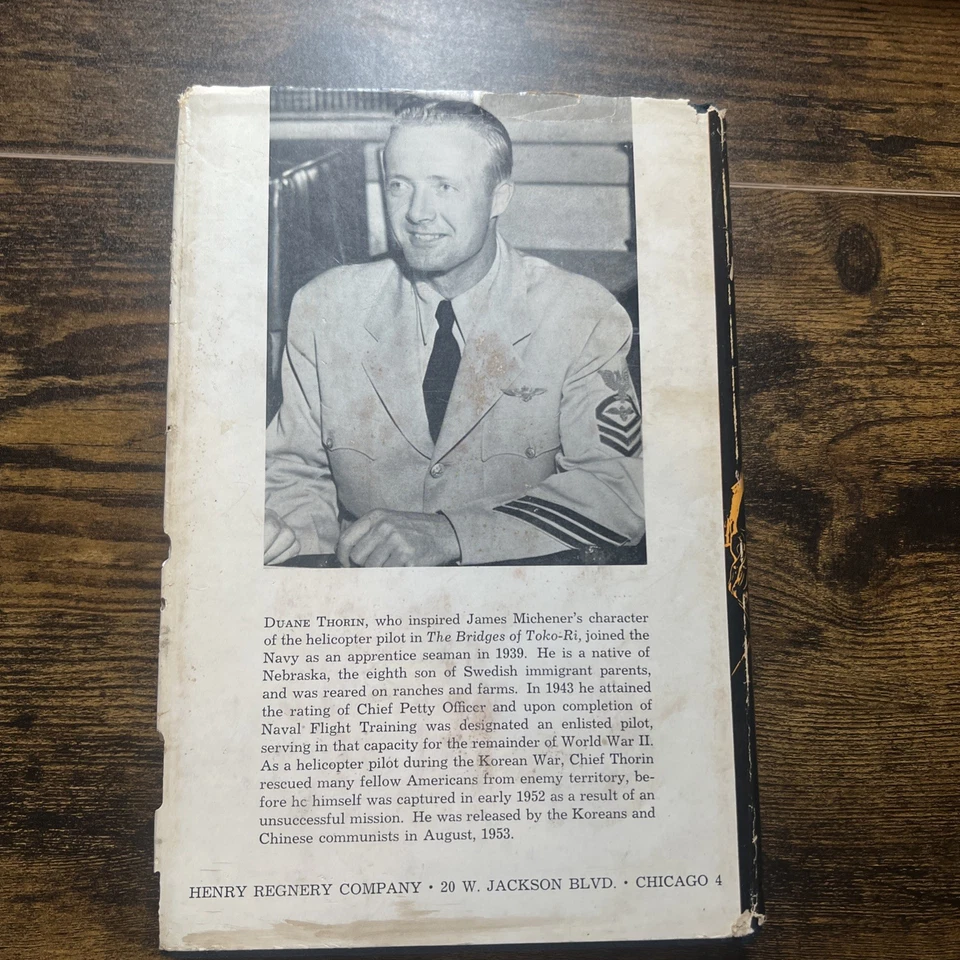 DUANE THORIN, who inspired James Michener's character
of the helicopter pilot in The Bridges of Toko-Ri, joined the
Navy as an apprentice seaman in 1939. He is a native of
Nebraska, the eighth son of Swedish immigrant parents,
and was reared on ranches and farms. In 1943 he attained
the rating of Chief Petty Officer and upon completion of
Naval Flight Training was designated an enlisted pilot,
serving in that capacity for the remainder of World War II.
As a helicopter pilot during the Korean War, Chief Thorin
rescued many fellow Americans from enemy territory, be-
fore he himself was captured in early 1952 as a result of an
unsuccessful mission. He was released by the Koreans and
Chinese communists in August, 1953.
HENRY REGNERY COMPANY • 20 W. JACKSON BLVD. • CHICAGO 4